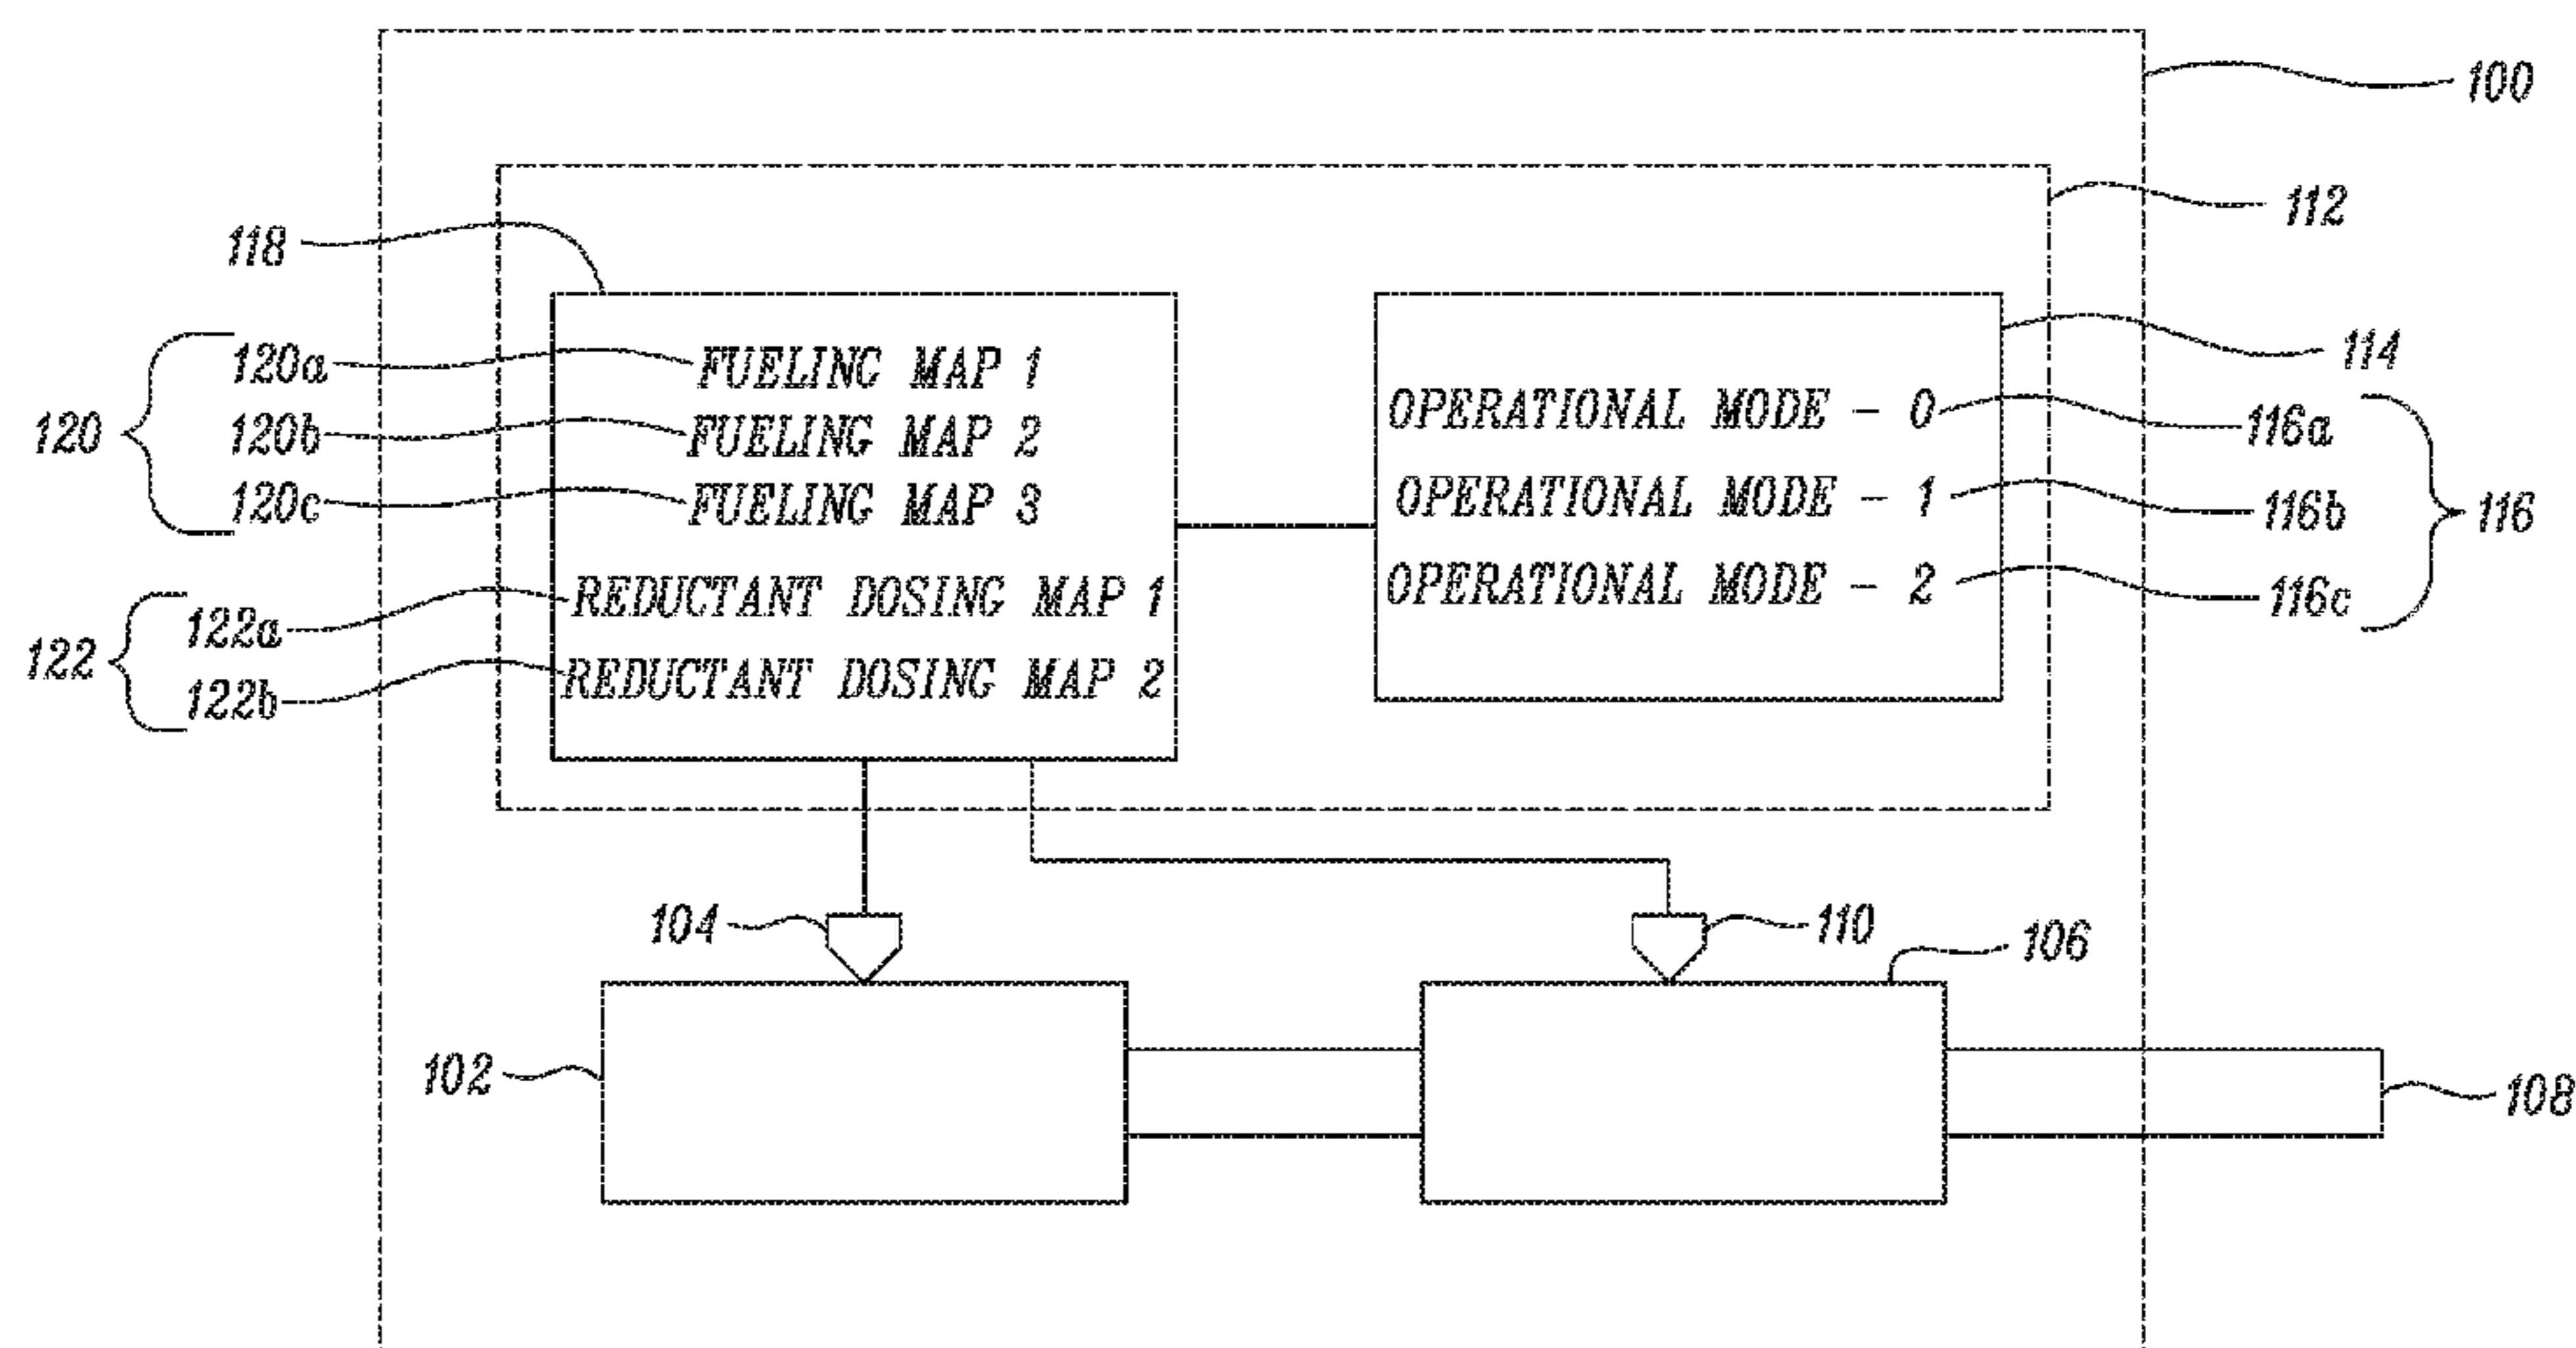 100
112
118
120a FUELING MAP 1
114
OPERATIONAL MODE - 0 116a
120 120b FUELING MAP 2
120c FUELING MAP 3
OPERATIONAL MODE - 1 116b 116
OPERATIONAL MODE - 2 116c
122a REDUCTANT DOSING MAP 1
122
122b REDUCTANT DOSING MAP 2
104
110
106
102
108